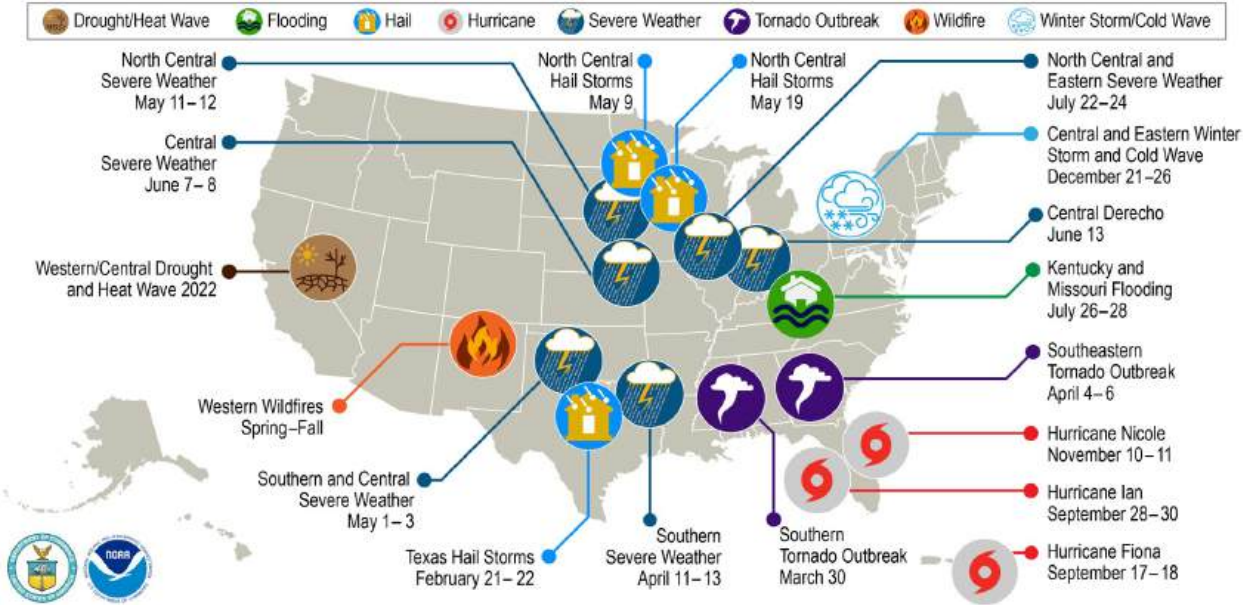 Drought/Heat Wave
Flooding
Hail
Hurricane
Severe Weather
Tornado Outbreak
Wildfire
Winter Storm/Cold Wave
North Central
Severe Weather
May 11–12
North Central
Hail Storms
May 9
North Central
Hail Storms
May 19
North Central and
Eastern Severe Weather
July 22–24
Central
Severe Weather
June 7–8
Central and Eastern Winter
Storm and Cold Wave
December 21–26
Central Derecho
June 13
Western/Central Drought
and Heat Wave 2022
Kentucky and
Missouri Flooding
July 26–28
Southeastern
Tornado Outbreak
April 4–6
Western Wildfires
Spring–Fall
Hurricane Nicole
November 10–11
Southern and Central
Severe Weather
May 1–3
Hurricane Ian
September 28–30
Texas Hail Storms
February 21–22
Southern
Severe Weather
April 11–13
Southern
Tornado Outbreak
March 30
Hurricane Fiona
September 17–18
NOAA